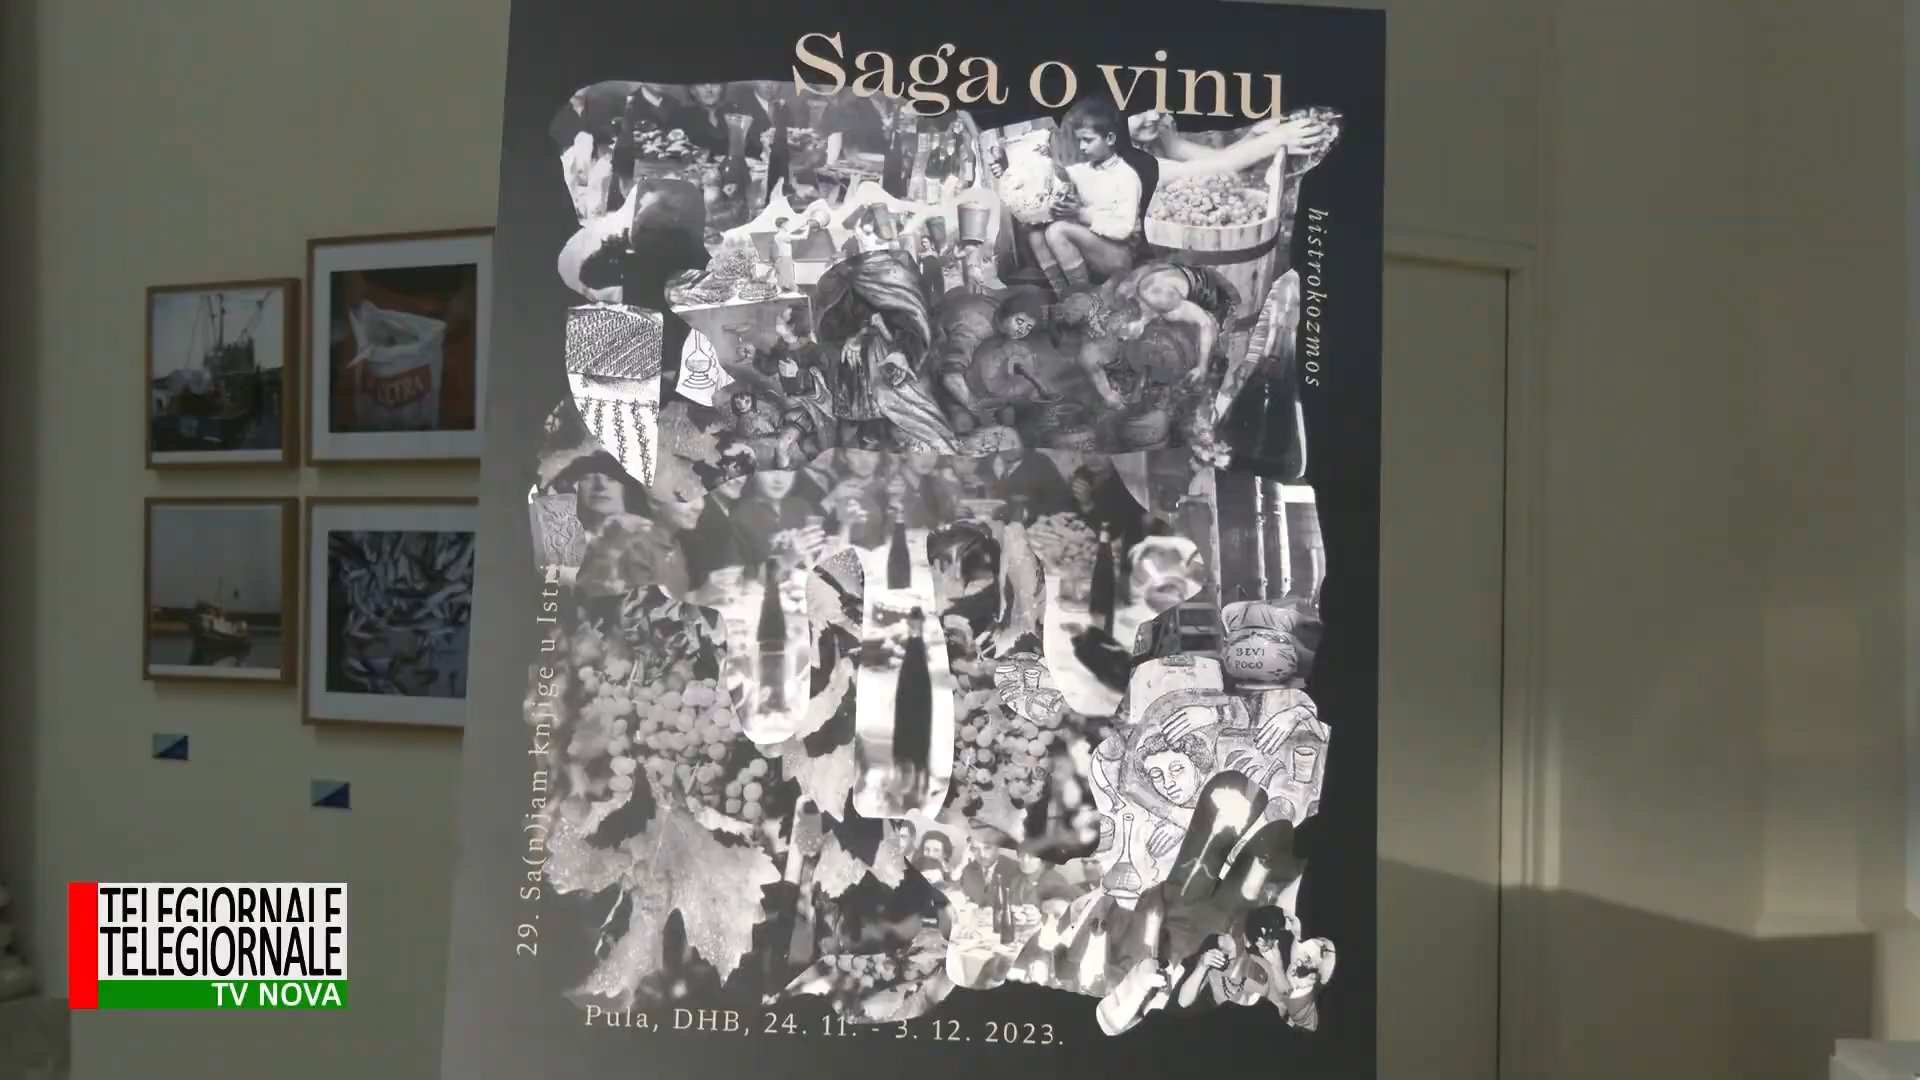 Saga o vinu
histrokozmos
EXTRA
BEVI
POCO
29. Sa(n)jam knjige u Istri
Pula, DHB, 24. 11. - 3. 12. 2023.
TELEGIORNALE
TELEGIORNALE
TV NOVA